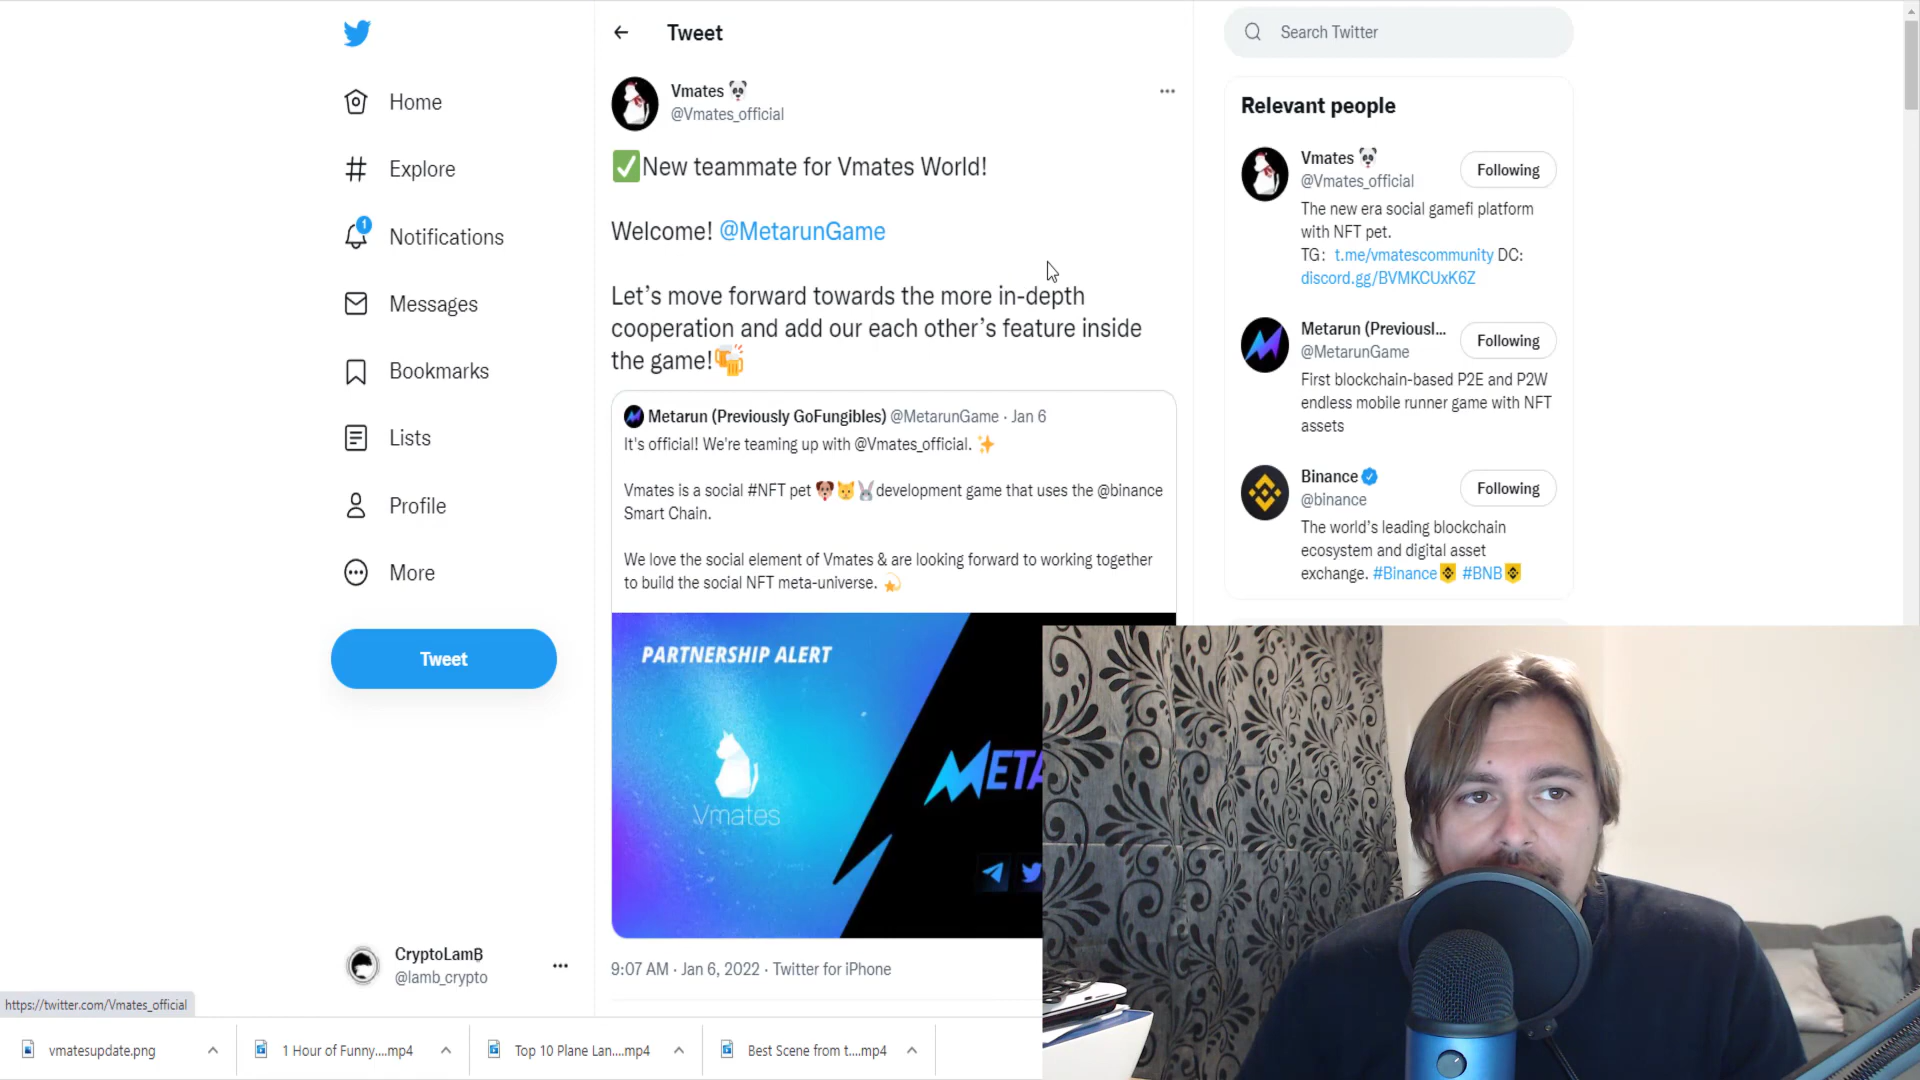 Home
Explore
1
Notifications
Messages
Bookmarks
Lists
Profile
More
Tweet
CryptoLamB
@lamb_crypto
https://twitter.com/Vmates_official
Tweet
Vmates 🐼
@Vmates_official
✅New teammate for Vmates World!
Welcome! @MetarunGame
Let’s move forward towards the more in-depth
cooperation and add our each other’s feature inside
the game!🍻
Metarun (Previously GoFungibles) @MetarunGame · Jan 6
It's official! We're teaming up with @Vmates_official. ✨
Vmates is a social #NFT pet 🐶🐱🐰development game that uses the @binance
Smart Chain.
We love the social element of Vmates & are looking forward to working together
to build the social NFT meta-universe. 💫
PARTNERSHIP ALERT
Vmates
META
9:07 AM · Jan 6, 2022 · Twitter for iPhone
Search Twitter
Relevant people
Vmates 🐼
@Vmates_official
Following
The new era social gamefi platform
with NFT pet.
TG: t.me/vmatescommunity DC:
discord.gg/BVMKCUxK6Z
Metarun (Previousl...
@MetarunGame
Following
First blockchain-based P2E and P2W
endless mobile runner game with NFT
assets
Binance
@binance
Following
The world’s leading blockchain
ecosystem and digital asset
exchange. #Binance #BNB
vmatesupdate.png
1 Hour of Funny....mp4
Top 10 Plane Lan....mp4
Best Scene from t....mp4